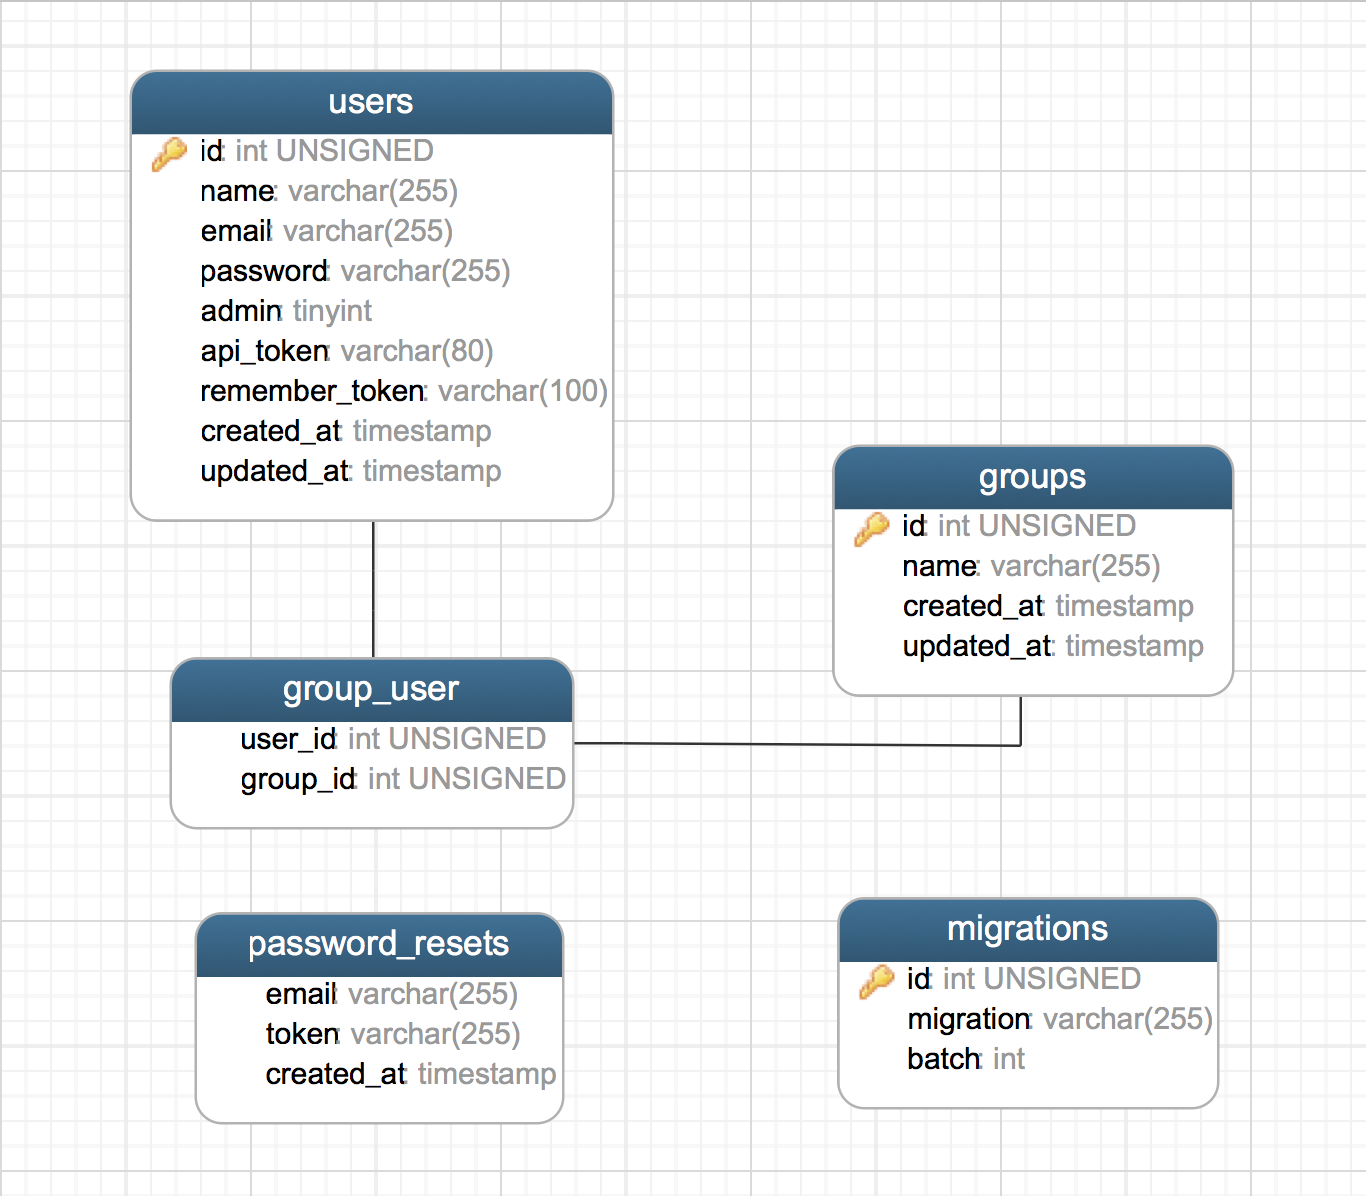 users
id: int UNSIGNED
name: varchar(255)
email: varchar(255)
password: varchar(255)
admin: tinyint
api_token: varchar(80)
remember_token: varchar(100)
created_at: timestamp
updated_at: timestamp
groups
id: int UNSIGNED
name: varchar(255)
created_at: timestamp
updated_at: timestamp
group_user
user_id: int UNSIGNED
group_id: int UNSIGNED
password_resets
email: varchar(255)
token: varchar(255)
created_at: timestamp
migrations
id: int UNSIGNED
migration: varchar(255)
batch: int